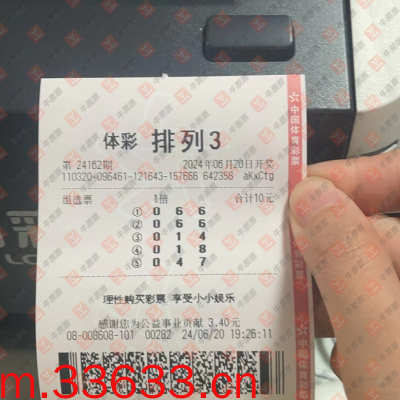 体彩 排列3
第 24162期 2024年06月20日开奖
110320-096461-121643-157666 642358 aKxCtg
组选票 1倍 合计10元
① 0 6 6
② 0 6 6
③ 0 1 4
④ 0 1 8
⑤ 0 4 7
理性购买彩票 享受小小娱乐
感谢您为公益事业贡献 3.40元
08-008608-101 00282 24/06/20 19:26:11
中国体育彩票
m.33633.cn